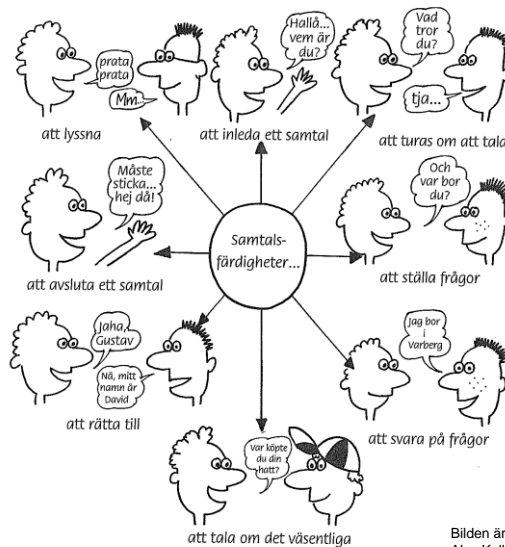 prata
prata
Mm...
att lyssna
Hallå...
vem är
du?
att inleda ett samtal
Vad
tror
du?
tja...
att turas om att tala
Måste
sticka...
hej då!
att avsluta ett samtal
Samtals-
färdigheter...
Och
var bor
du?
att ställa frågor
Jaha,
Gustav
Nä, mitt
namn är
David
att rätta till
Jag bor
i
Varberg
att svara på frågor
Var köpte
du din
hatt?
att tala om det väsentliga
Bilden är